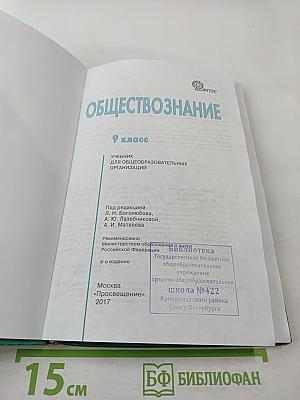 ФГОС
ОБЩЕСТВОЗНАНИЕ
9 класс
УЧЕБНИК
ДЛЯ ОБЩЕОБРАЗОВАТЕЛЬНЫХ
ОРГАНИЗАЦИЙ
Под редакцией
Л. Н. Боголюбова,
А. Ю. Лазебниковой,
А. И. Матвеева
Рекомендовано
Министерством образования и науки
Российской Федерации
4-е издание
Москва
«Просвещение»
2017
Библиотека
Государственное бюджетное
общеобразовательное
учреждение
средняя общеобразовательная
школа №422
Кронштадтского района
Санкт-Петербурга
15 см
БФ БИБЛИОФАН